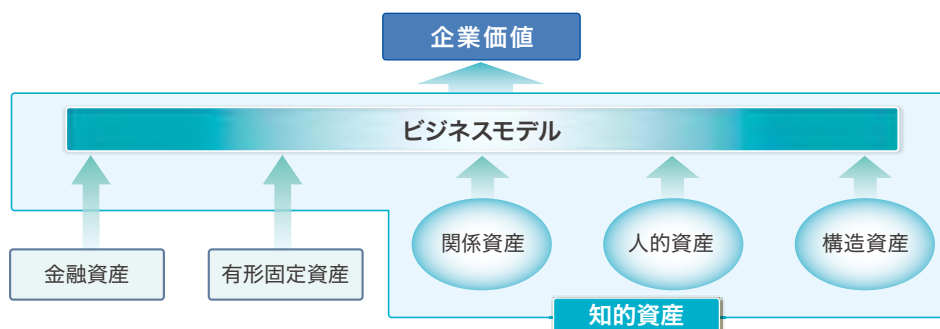 企業価値
ビジネスモデル
関係資産
人的資産
構造資産
金融資産
有形固定資産
知的資産